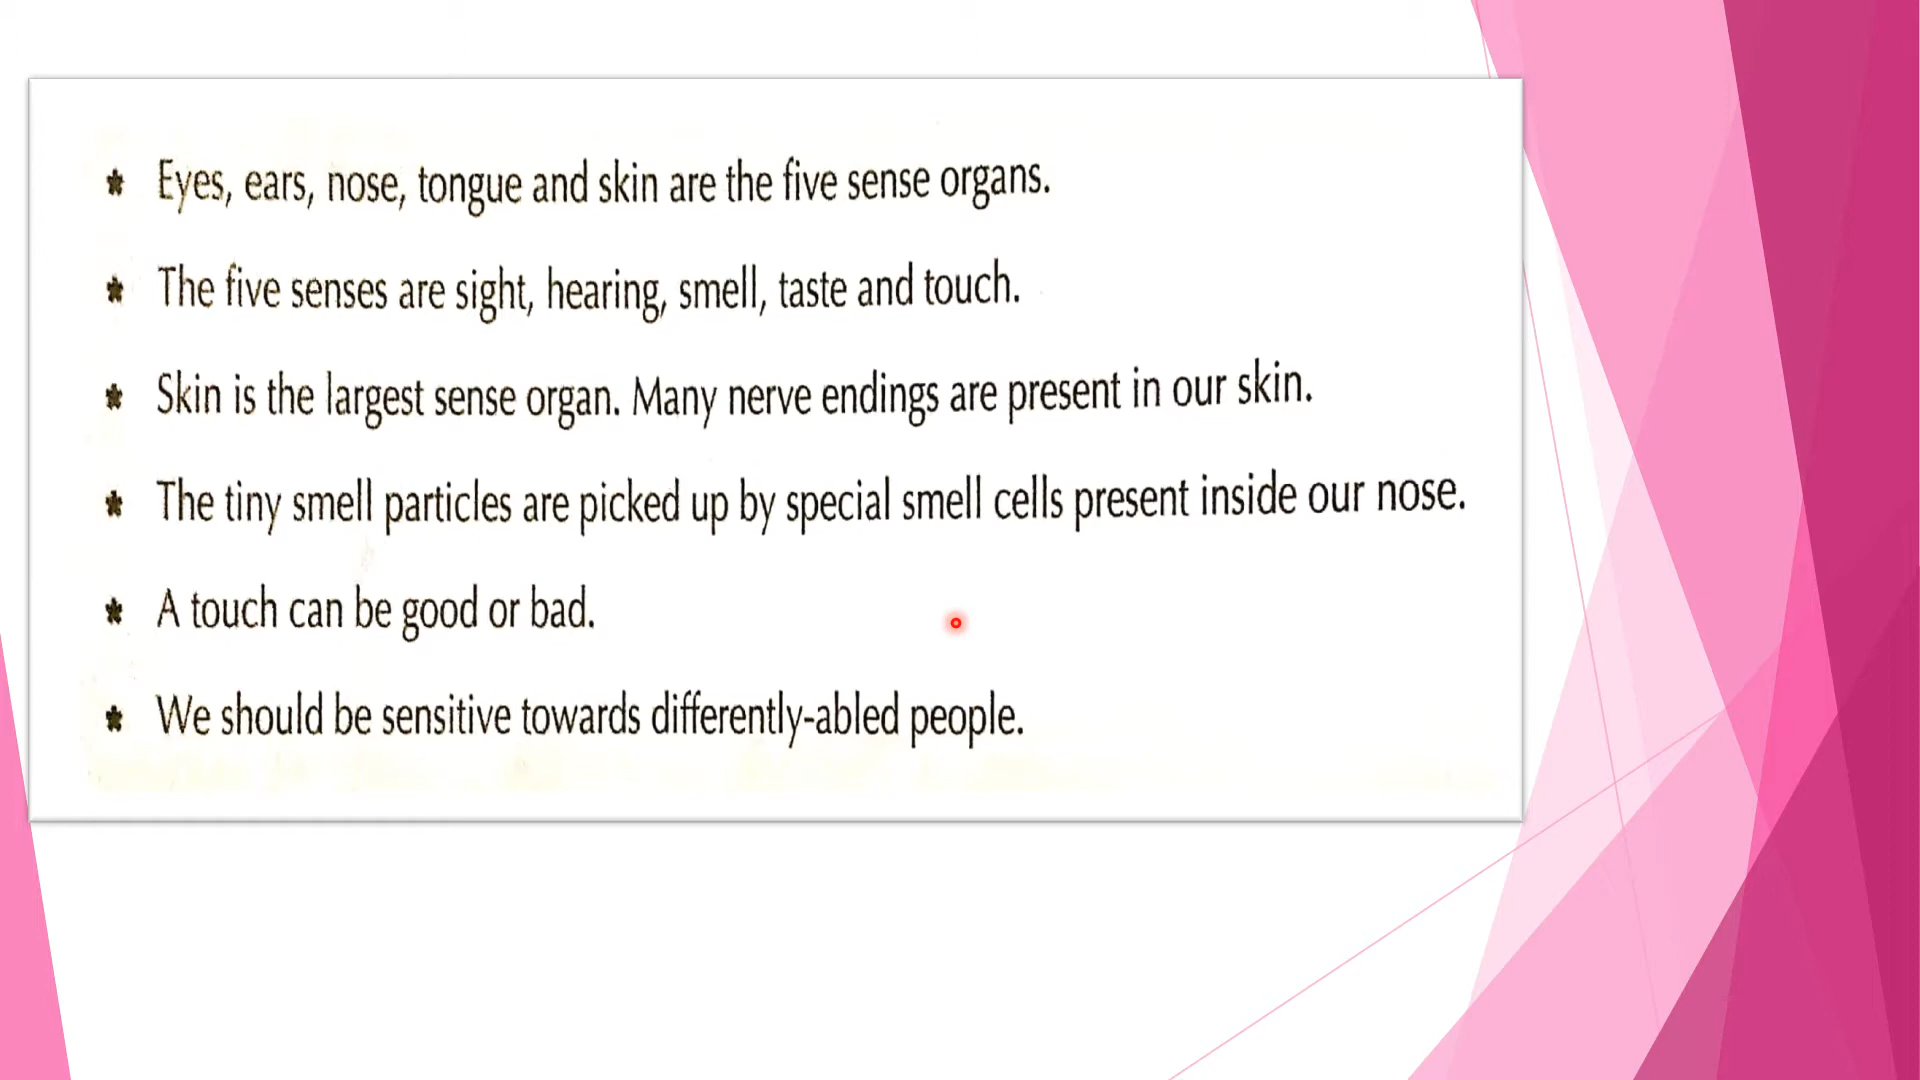 * Eyes, ears, nose, tongue and skin are the five sense organs.
* The five senses are sight, hearing, smell, taste and touch.
* Skin is the largest sense organ. Many nerve endings are present in our skin.
* The tiny smell particles are picked up by special smell cells present inside our nose.
* A touch can be good or bad.
* We should be sensitive towards differently-abled people.